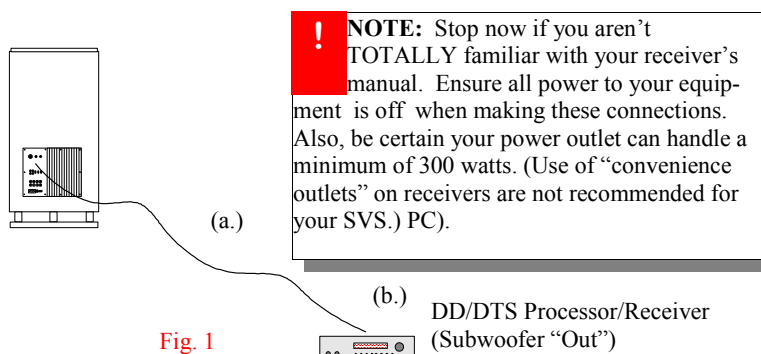 ! NOTE: Stop now if you aren’t
TOTALLY familiar with your receiver’s
manual. Ensure all power to your equip-
ment is off when making these connections.
Also, be certain your power outlet can handle a
minimum of 300 watts. (Use of “convenience
outlets” on receivers are not recommended for
your SVS.) PC).
(a.)
(b.)
DD/DTS Processor/Receiver
(Subwoofer “Out”)
Fig. 1